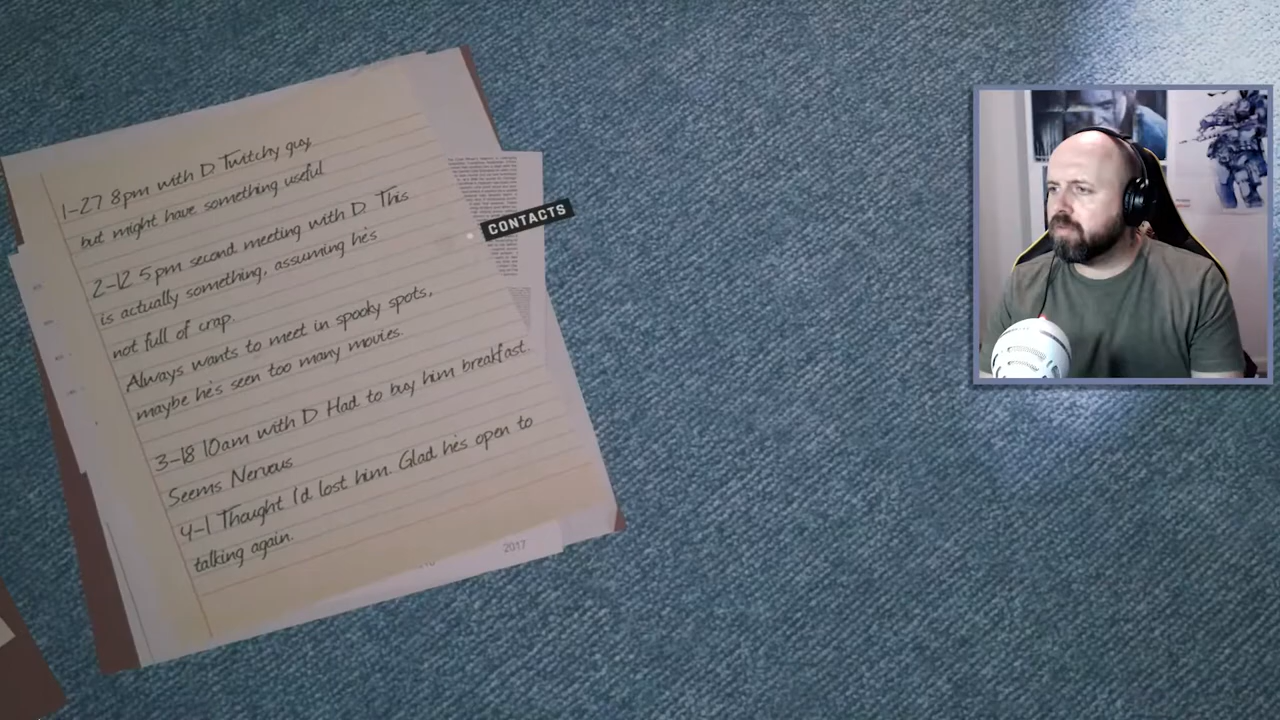 1-27 8pm with D Twitchy guy
but might have something useful
2-12 5pm second meeting with D. This
is actually something, assuming he's
not full of crap.
Always wants to meet in spooky spots,
maybe he's seen too many movies.
3-18 10am with D Had to buy him breakfast.
Seems Nervous
4-1 Thought I'd lost him. Glad he's open to
talking again.
CONTACTS
2017